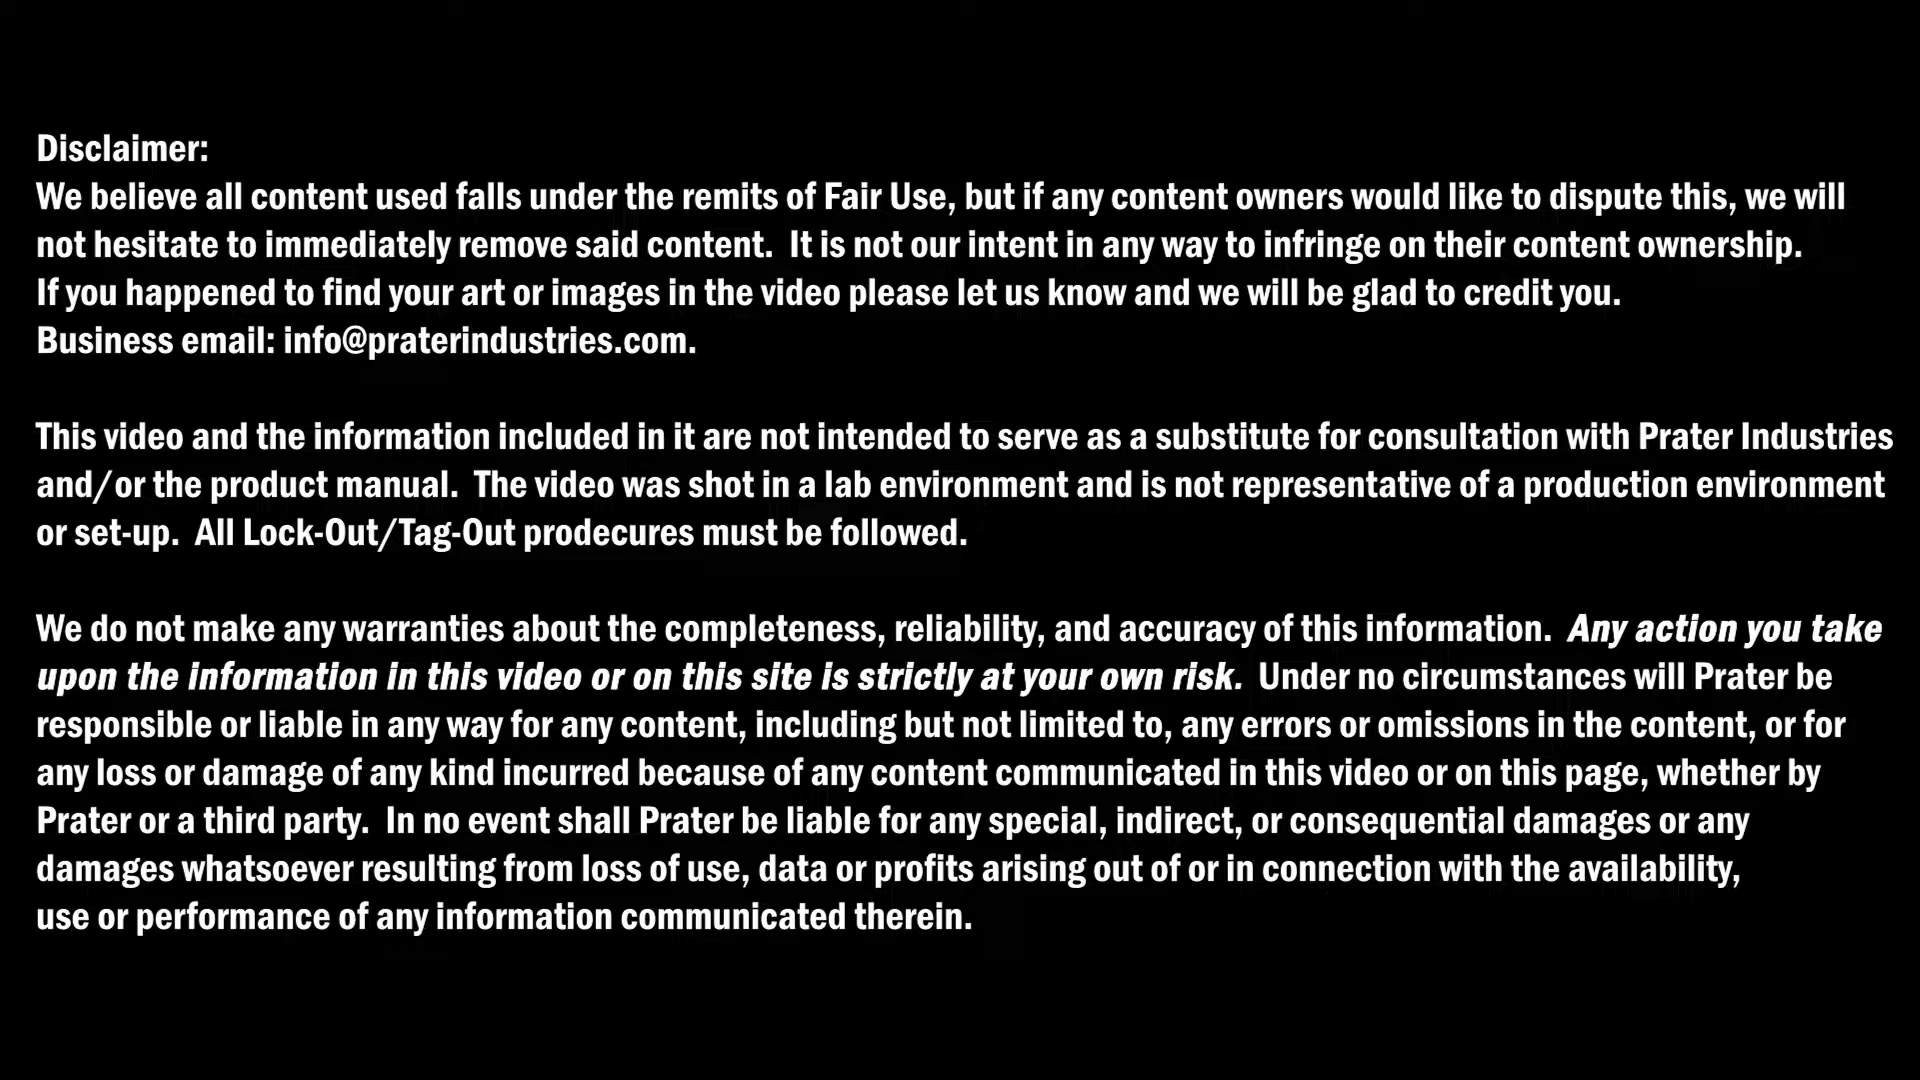 Disclaimer:
We believe all content used falls under the remits of Fair Use, but if any content owners would like to dispute this, we will
not hesitate to immediately remove said content.  It is not our intent in any way to infringe on their content ownership.
If you happened to find your art or images in the video please let us know and we will be glad to credit you.
Business email: info@praterindustries.com.
This video and the information included in it are not intended to serve as a substitute for consultation with Prater Industries
and/or the product manual.  The video was shot in a lab environment and is not representative of a production environment
or set-up.  All Lock-Out/Tag-Out prodecures must be followed.
We do not make any warranties about the completeness, reliability, and accuracy of this information.  Any action you take
upon the information in this video or on this site is strictly at your own risk.  Under no circumstances will Prater be
responsible or liable in any way for any content, including but not limited to, any errors or omissions in the content, or for
any loss or damage of any kind incurred because of any content communicated in this video or on this page, whether by
Prater or a third party.  In no event shall Prater be liable for any special, indirect, or consequential damages or any
damages whatsoever resulting from loss of use, data or profits arising out of or in connection with the availability,
use or performance of any information communicated therein.